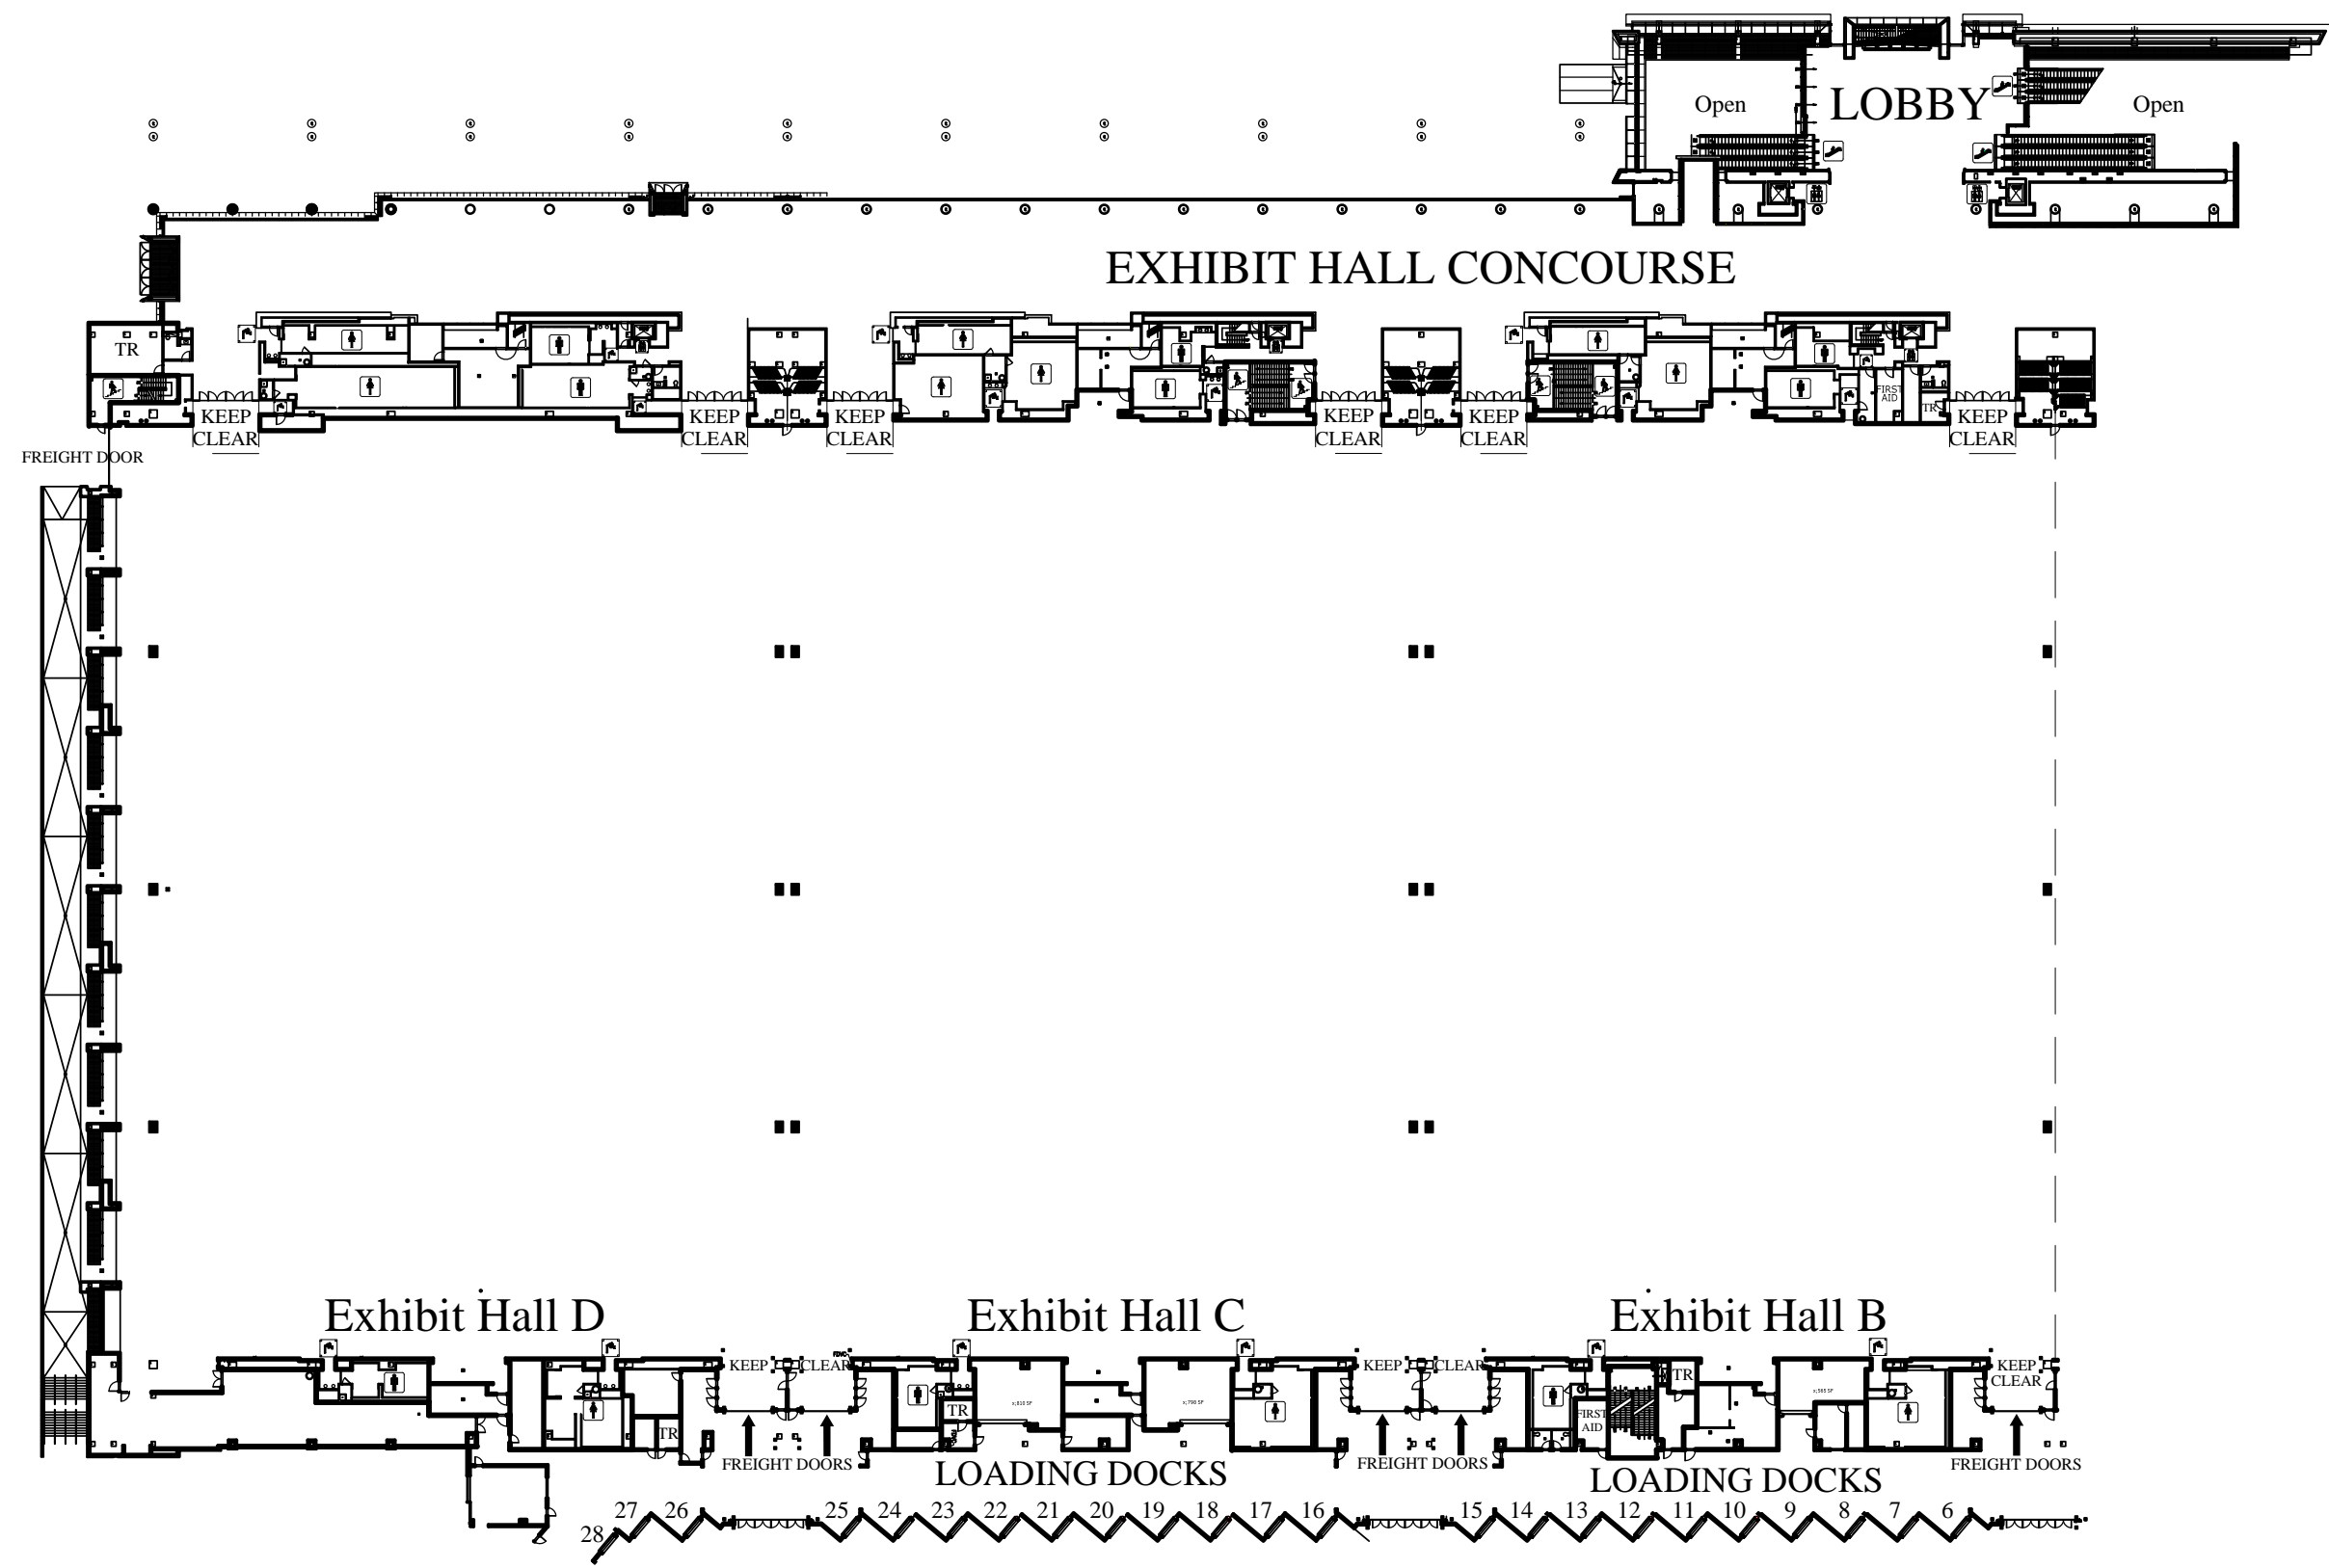 Open
LOBBY
Open
EXHIBIT HALL CONCOURSE
TR
FIRST
AID
TR
KEEP
CLEAR
KEEP
CLEAR
KEEP
CLEAR
KEEP
CLEAR
KEEP
CLEAR
KEEP
CLEAR
FREIGHT DOOR
Exhibit Hall D
Exhibit Hall C
Exhibit Hall B
KEEP
CLEAR
KEEP
CLEAR
KEEP
CLEAR
TR
TR
TR
FIRST
AID
FREIGHT DOORS
FREIGHT DOORS
FREIGHT DOORS
LOADING DOCKS
LOADING DOCKS
28
27
26
25
24
23
22
21
20
19
18
17
16
15
14
13
12
11
10
9
8
7
6